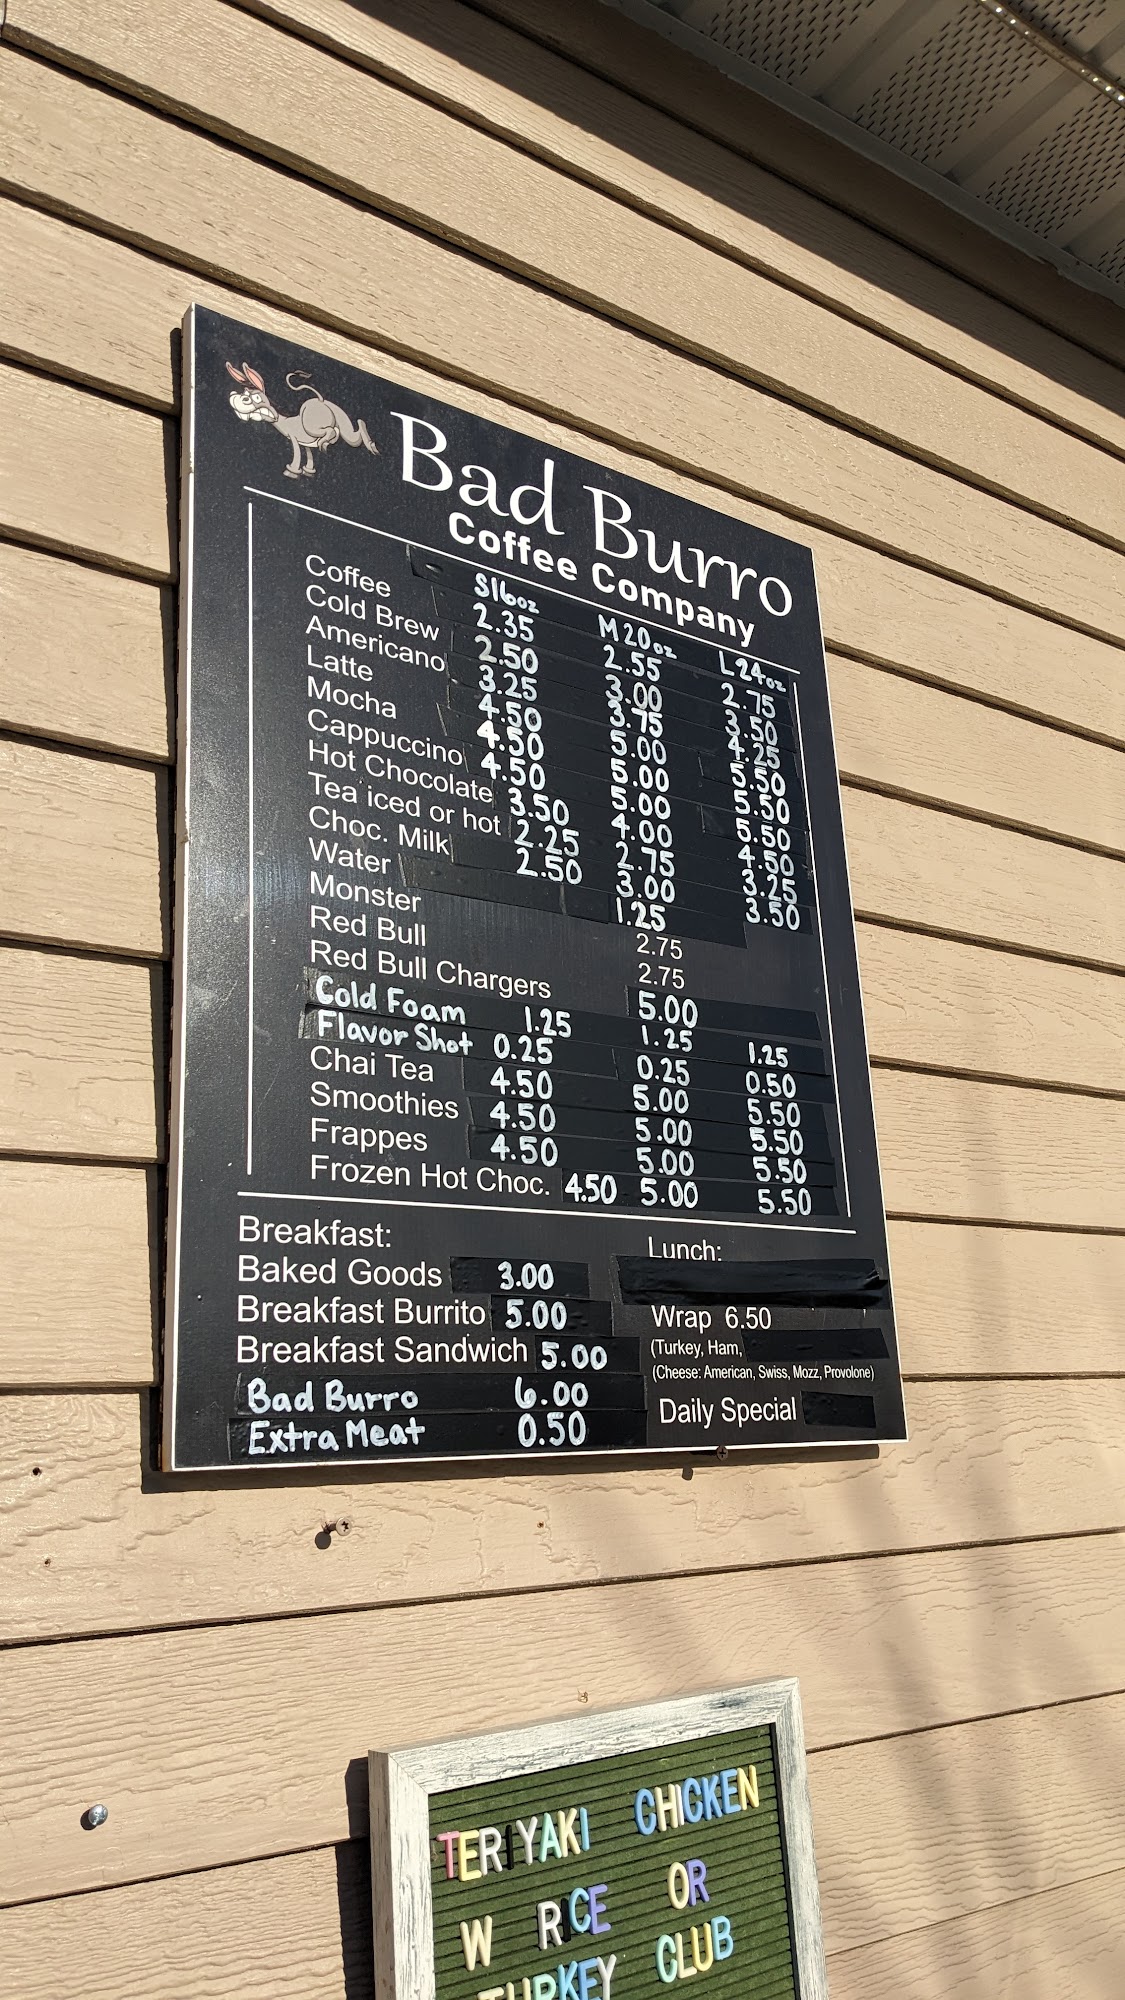 Bad Burro
Coffee Company
S16oz M20oz L24oz
Coffee 2.35 2.55 2.75
Cold Brew 2.50 3.00 3.50
Americano 3.25 3.75 4.25
Latte 4.50 5.00 5.50
Mocha 4.50 5.00 5.50
Cappuccino 4.50 5.00 5.50
Hot Chocolate 3.50 4.00 4.50
Tea iced or hot 2.25 2.75 3.25
Choc. Milk 2.50 3.00 3.50
Water 1.25
Monster 2.75
Red Bull 2.75
Red Bull Chargers 5.00
Cold Foam 1.25 1.25 1.25
Flavor Shot 0.25 0.25 0.50
Chai Tea 4.50 5.00 5.50
Smoothies 4.50 5.00 5.50
Frappes 4.50 5.00 5.50
Frozen Hot Choc. 4.50 5.00 5.50
Breakfast:
Baked Goods 3.00
Breakfast Burrito 5.00
Breakfast Sandwich 5.00
Bad Burro 6.00
Extra Meat 0.50
Lunch:
Wrap 6.50
(Turkey, Ham,
(Cheese: American, Swiss, Mozz, Provolone)
Daily Special
TERIYAKI CHICKEN
W RICE OR
TURKEY CLUB